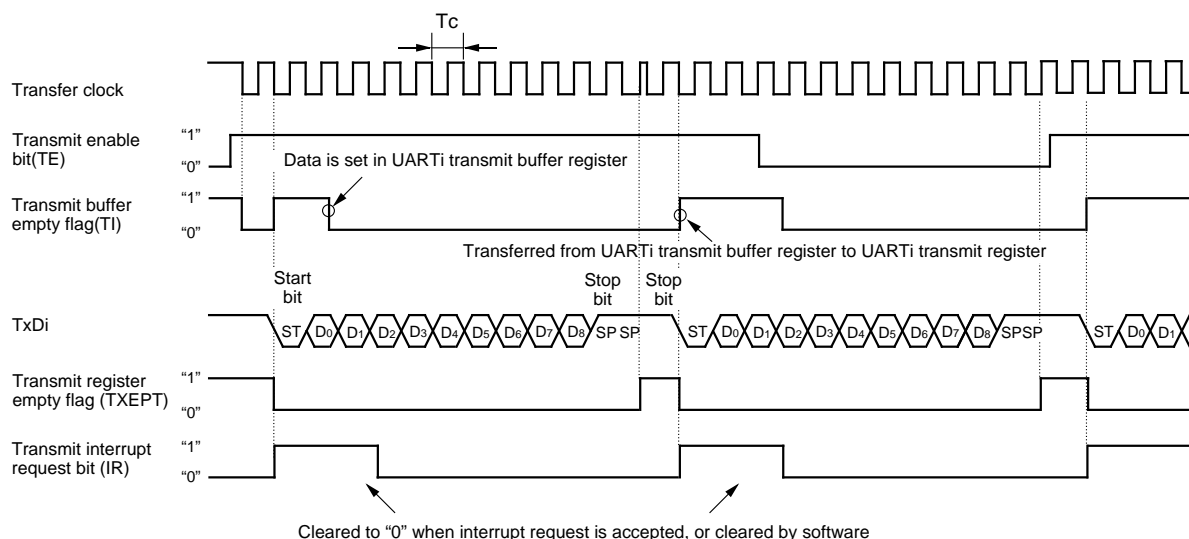 Tc
Transfer clock
Transmit enable
bit(TE)
“1”
“0”
Data is set in UARTi transmit buffer register
Transmit buffer
empty flag(TI)
“1”
“0”
Transferred from UARTi transmit buffer register to UARTi transmit register
Start
bit
Stop
bit
Stop
bit
TxDi
ST D0 D1 D2 D3 D4 D5 D6 D7 D8 SP SP ST D0 D1 D2 D3 D4 D5 D6 D7 D8 SPSP ST D0 D1
Transmit register
empty flag (TXEPT)
“1”
“0”
Transmit interrupt
request bit (IR)
“1”
“0”
Cleared to “0” when interrupt request is accepted, or cleared by software